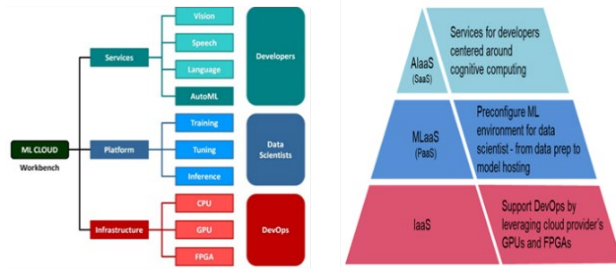 Vision
Speech
Services
Developers
Language
AutoML
Training
ML CLOUD
Workbench
Platform
Tuning
Data
Scientists
Inference
CPU
Infrastructure
GPU
DevOps
FPGA
AIaaS
(SaaS)
Services for developers
centered around
cognitive computing
MLaaS
(PaaS)
Preconfigure ML
environment for data
scientist - from data prep to
model hosting
IaaS
Support DevOps by
leveraging cloud provider's
GPUs and FPGAs